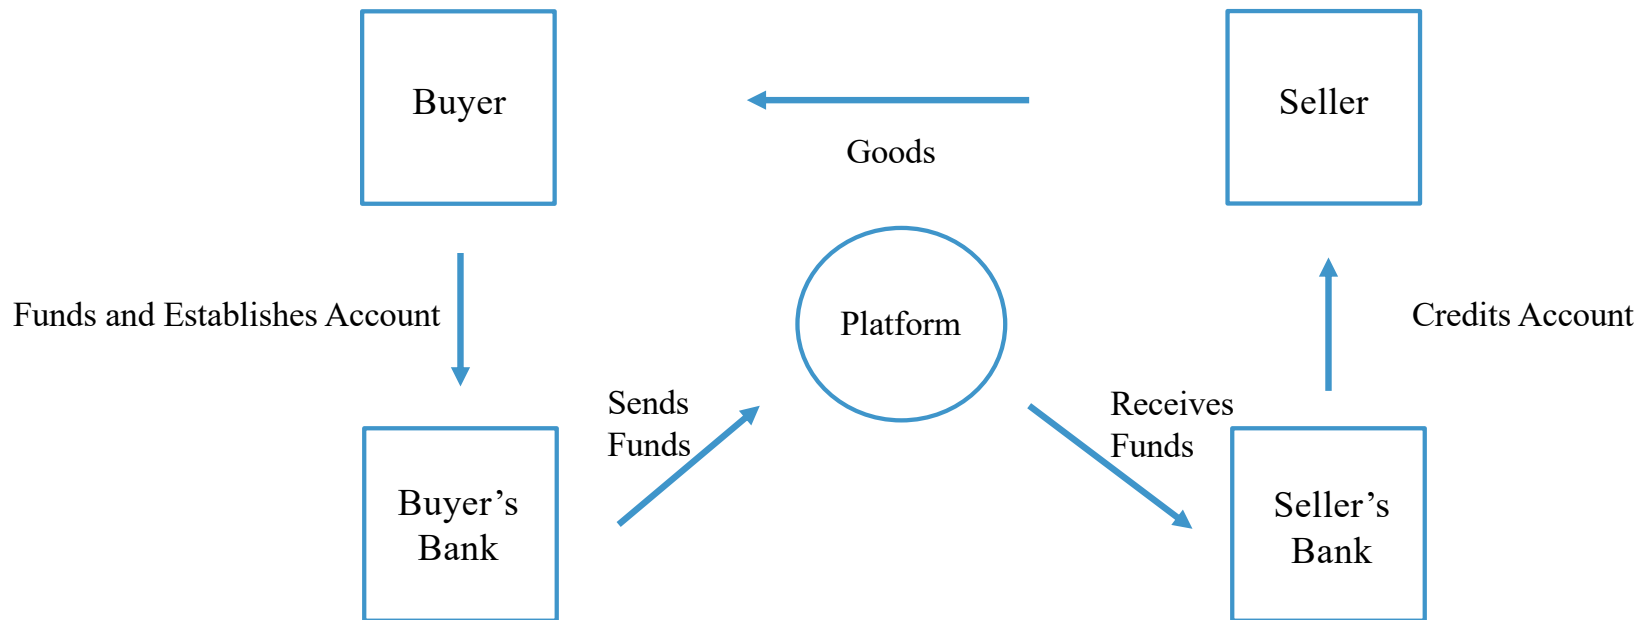 Buyer
Seller
Goods
Platform
Funds and Establishes Account
Credits Account
Sends
Funds
Receives
Funds
Buyer’s
Bank
Seller’s
Bank